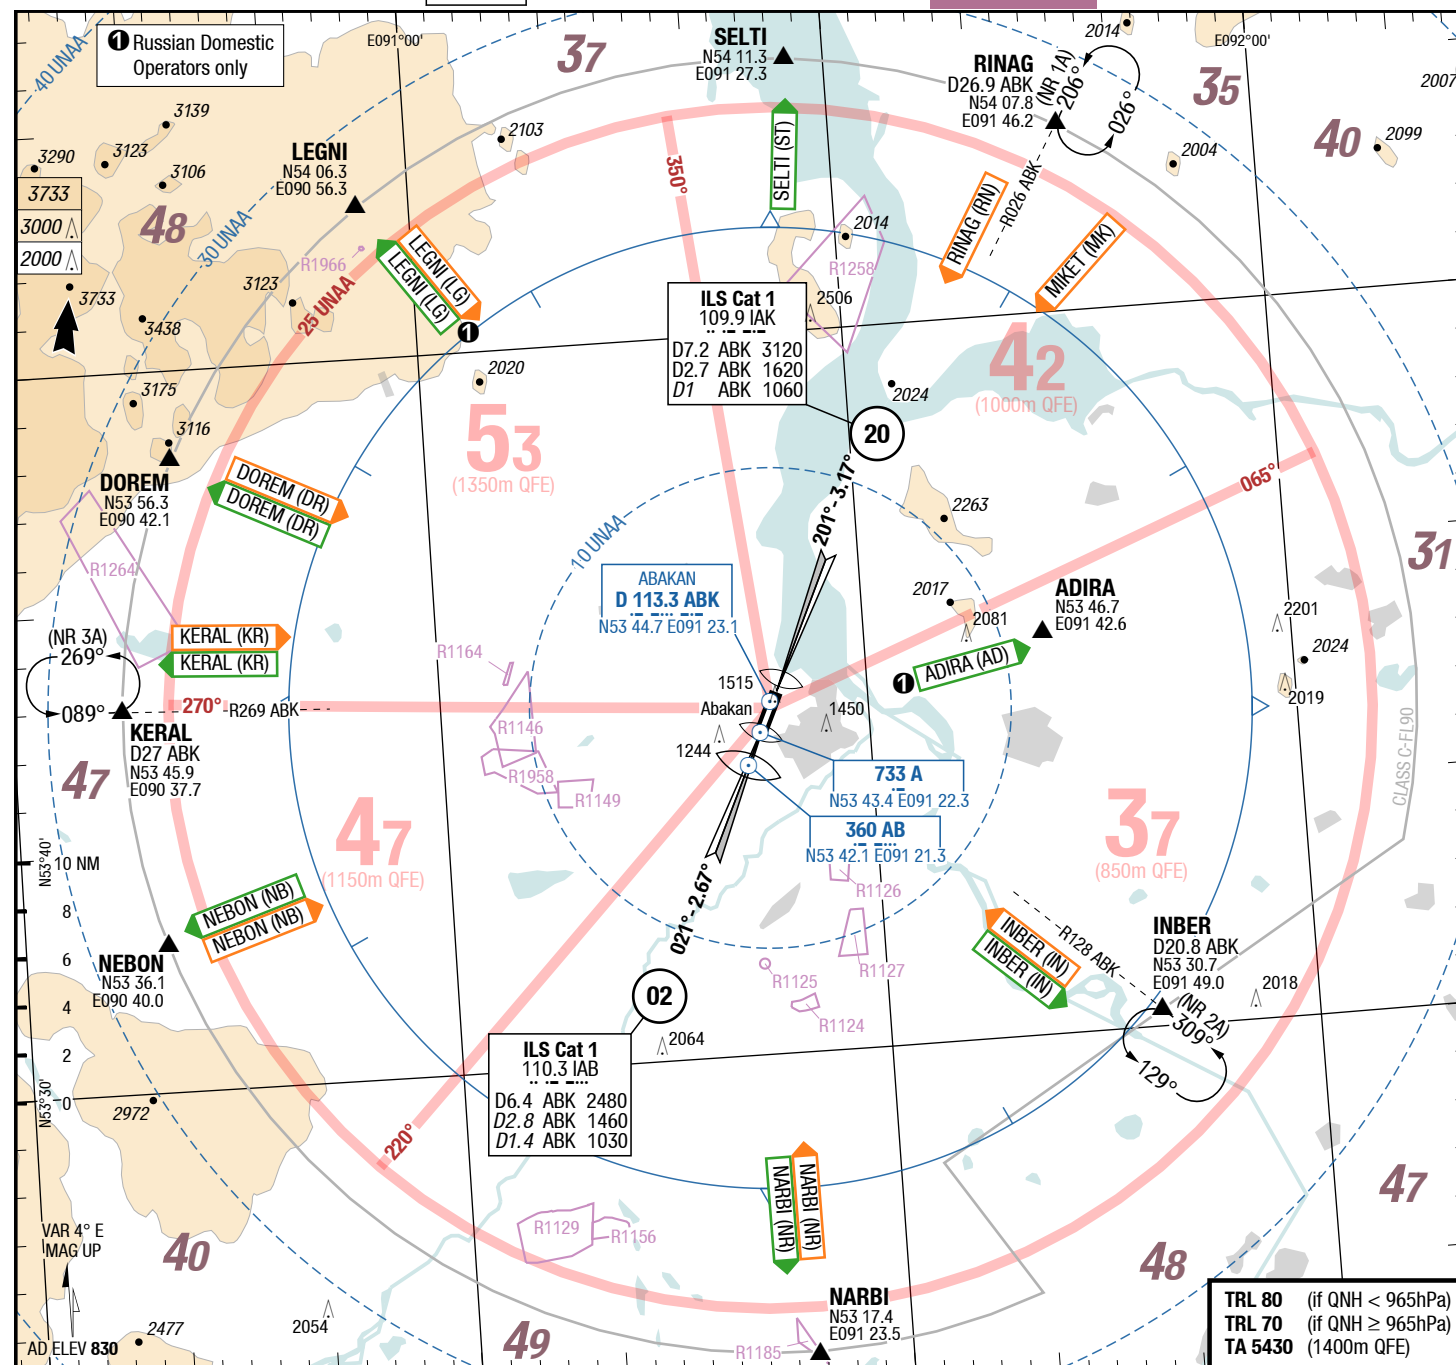 ❶ Russian Domestic
Operators only
40 UNAA
E091°00'
37
SELTI
N54 11.3
E091 27.3
RINAG
D26.9 ABK
N54 07.8
E091 46.2
(NR 1A)
206°
026°
2014
E092°00'
35
2007
40
2099
2004
3139
3123
3290
3106
3733
3000
2000
48
LEGNI
N54 06.3
E090 56.3
2103
30 UNAA
R1966
3733
3123
3438
25 UNAA
LEGNI (LG)
LEGNI (LG)
❶
350°
SELTI (ST)
2014
R1258
2506
R026 ABK
RINAG (RN)
MIKET (MK)
ILS Cat 1
109.9 IAK
D7.2 ABK 3120
D2.7 ABK 1620
D1 ABK 1060
2024
20
42
(1000m QFE)
3175
3116
2020
53
(1350m QFE)
DOREM
N53 56.3
E090 42.1
DOREM (DR)
DOREM (DR)
065°
201°- 3.17°
2263
31
10 UNAA
R1264
ABAKAN
D 113.3 ABK
N53 44.7 E091 23.1
2017
2081
ADIRA
N53 46.7
E091 42.6
2201
2024
2019
(NR 3A)
269°
089°
KERAL (KR)
KERAL (KR)
R1164
❶
ADIRA (AD)
270°
R269 ABK
KERAL
D27 ABK
N53 45.9
E090 37.7
1515
Abakan
1450
1244
R1146
R1958
R1149
733 A
N53 43.4 E091 22.3
360 AB
N53 42.1 E091 21.3
CLASS C-FL90
47
47
(1150m QFE)
37
(850m QFE)
N53°40'
10 NM
8
6
4
2
0
N53°30'
021°- 2.67°
R1126
R1127
R1125
R1124
NEBON (NB)
NEBON (NB)
NEBON
N53 36.1
E090 40.0
INBER (IN)
INBER (IN)
R128 ABK
INBER
D20.8 ABK
N53 30.7
E091 49.0
(NR 2A)
309°
129°
2018
02
2064
ILS Cat 1
110.3 IAB
D6.4 ABK 2480
D2.8 ABK 1460
D1.4 ABK 1030
2972
220°
NARBI (NR)
NARBI (NR)
R1129
R1156
47
VAR 4° E
MAG UP
40
48
NARBI
N53 17.4
E091 23.5
2054
2477
AD ELEV 830
49
R1185
TRL 80 (if QNH < 965hPa)
TRL 70 (if QNH ≥ 965hPa)
TA 5430 (1400m QFE)